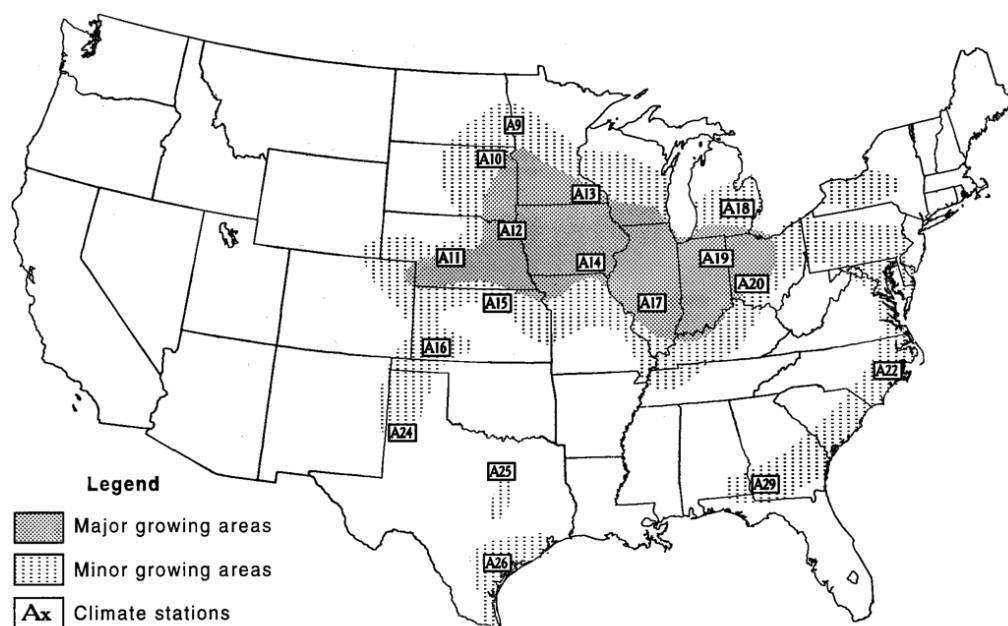 A9
A10
A13
A18
A12
A11
A14
A19
A20
A15
A17
A16
A22
A24
A25
A29
A26
Legend
Major growing areas
Minor growing areas
Ax Climate stations